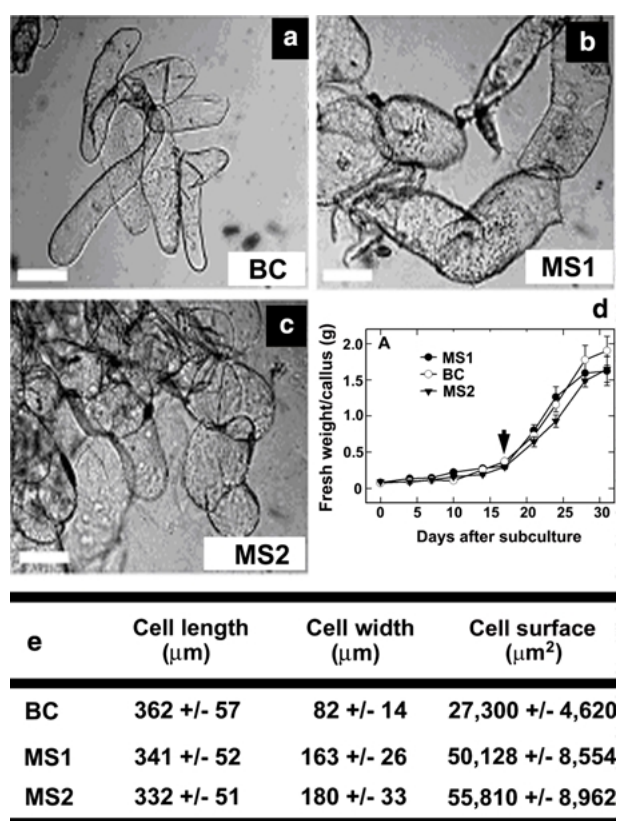 a
BC
b
MS1
c
MS2
d
A
MS1
BC
MS2
2.0
1.5
1.0
0.5
0
Fresh weight/callus (g)
0 5 10 15 20 25 30
Days after subculture
e Cell length (μm) Cell width (μm) Cell surface (μm²)
BC 362 +/- 57 82 +/- 14 27,300 +/- 4,620
MS1 341 +/- 52 163 +/- 26 50,128 +/- 8,554
MS2 332 +/- 51 180 +/- 33 55,810 +/- 8,962